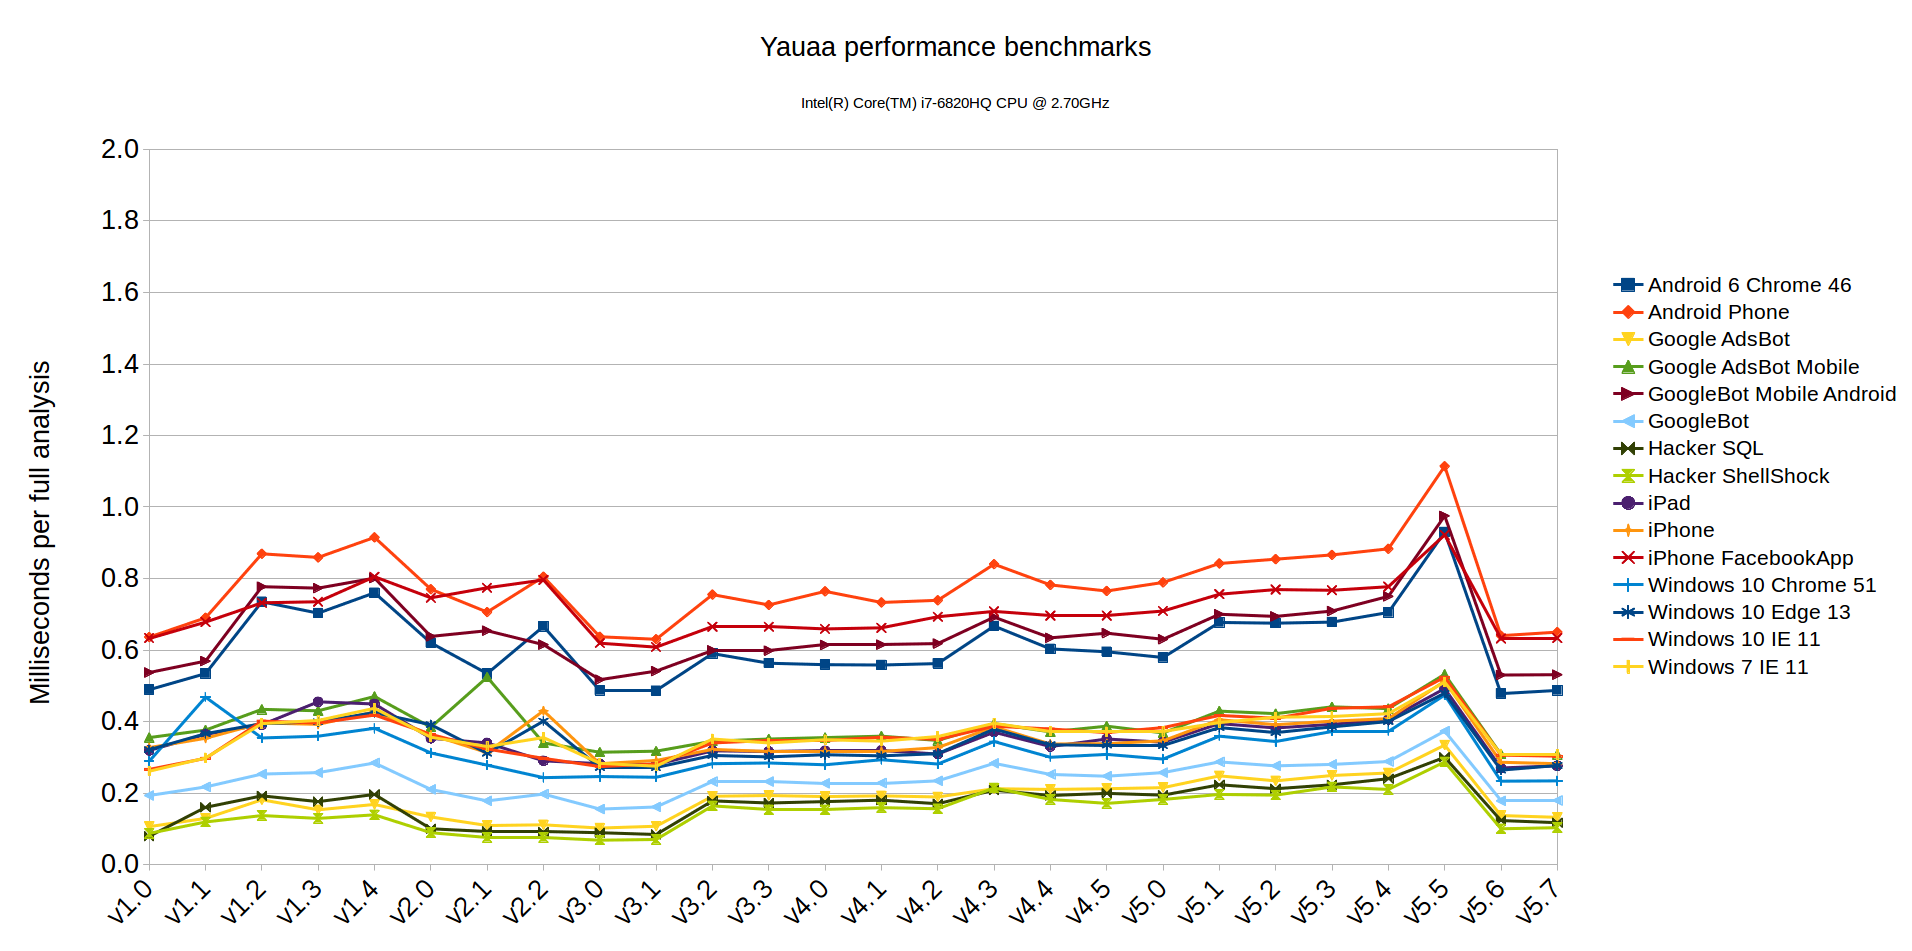 Yauaa performance benchmarks
Intel(R) Core(TM) i7-6820HQ CPU @ 2.70GHz
Milliseconds per full analysis
2.0
1.8
1.6
1.4
1.2
1.0
0.8
0.6
0.4
0.2
0.0
v1.0
v1.1
v1.2
v1.3
v1.4
v2.0
v2.1
v2.2
v3.0
v3.1
v3.2
v3.3
v4.0
v4.1
v4.2
v4.3
v4.4
v4.5
v5.0
v5.1
v5.2
v5.3
v5.4
v5.5
v5.6
v5.7
Android 6 Chrome 46
Android Phone
Google AdsBot
Google AdsBot Mobile
GoogleBot Mobile Android
GoogleBot
Hacker SQL
Hacker ShellShock
iPad
iPhone
iPhone FacebookApp
Windows 10 Chrome 51
Windows 10 Edge 13
Windows 10 IE 11
Windows 7 IE 11